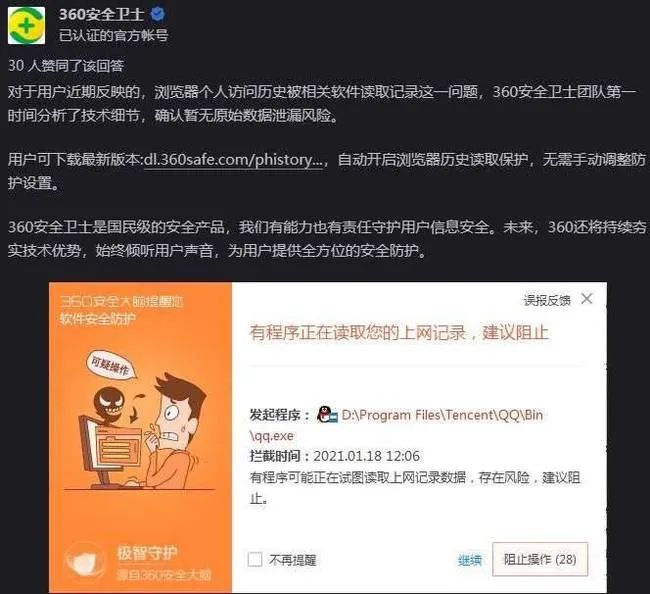 360安全卫士
已认证的官方帐号
30 人赞同了该回答
对于用户近期反映的，浏览器个人访问历史被相关软件读取记录这一问题，360安全卫士团队第一
时间分析了技术细节，确认暂无原始数据泄漏风险。
用户可下载最新版本:dl.360safe.com/phistory...，自动开启浏览器历史读取保护，无需手动调整防
护设置。
360安全卫士是国民级的安全产品，我们有能力也有责任守护用户信息安全。未来，360还将持续夯
实技术优势，始终倾听用户声音，为用户提供全方位的安全防护。
360安全大脑提醒您
软件安全防护
可疑操作
极智守护
源自360安全大脑
误报反馈
有程序正在读取您的上网记录，建议阻止
发起程序： D:\Program Files\Tencent\QQ\Bin
\qq.exe
拦截时间：2021.01.18 12:06
有程序可能正在试图读取上网记录数据，存在风险，建议阻
止。
不再提醒
继续
阻止操作 (28)